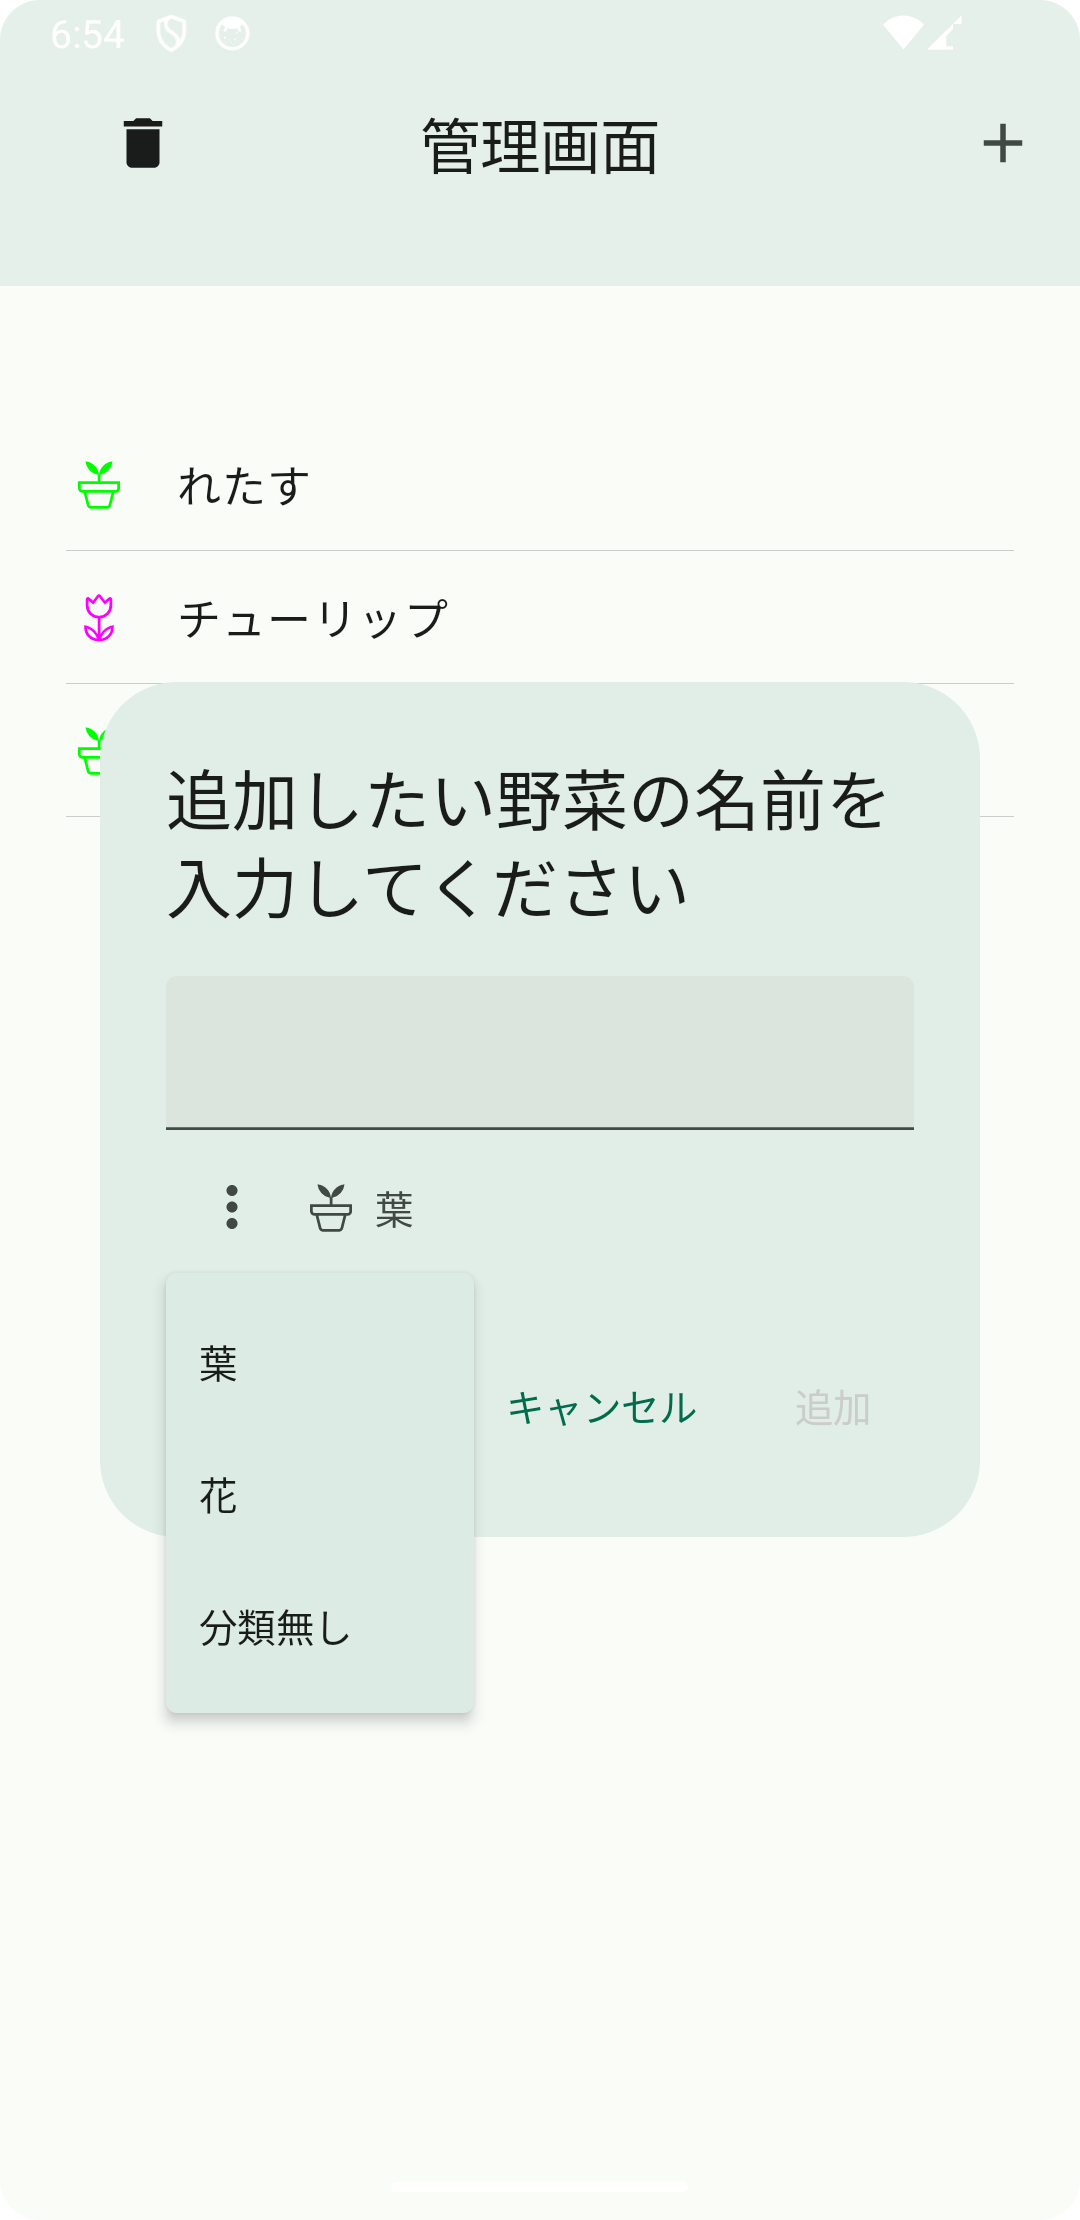 6:54
管理画面
れたす
チューリップ
追加したい野菜の名前を
入力してください
葉
葉
花
分類無し
キャンセル
追加